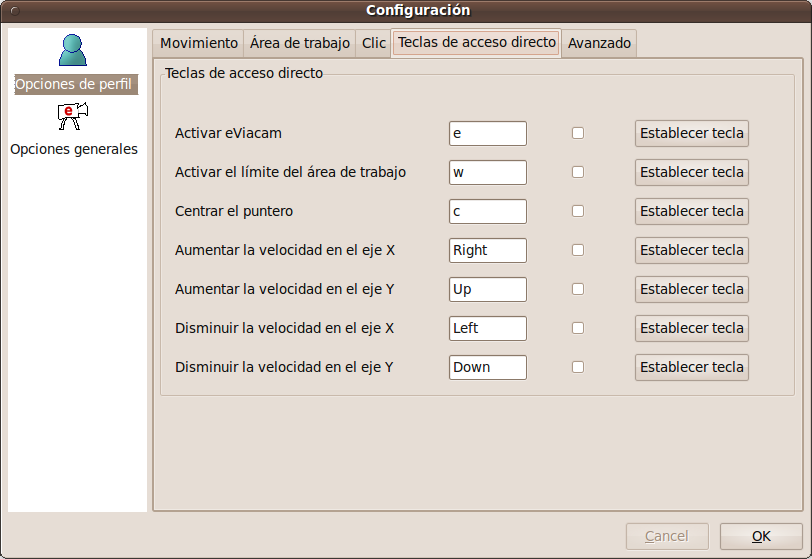 Configuración
Opciones de perfil
e
Opciones generales
Movimiento Área de trabajo Clic Teclas de acceso directo Avanzado
Teclas de acceso directo
Activar eViacam e Establecer tecla
Activar el límite del área de trabajo w Establecer tecla
Centrar el puntero c Establecer tecla
Aumentar la velocidad en el eje X Right Establecer tecla
Aumentar la velocidad en el eje Y Up Establecer tecla
Disminuir la velocidad en el eje X Left Establecer tecla
Disminuir la velocidad en el eje Y Down Establecer tecla
Cancel OK